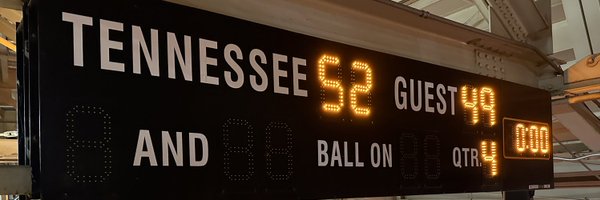 TENNESSEE 52 GUEST 49 0:00
AND BALL ON QTR. 4